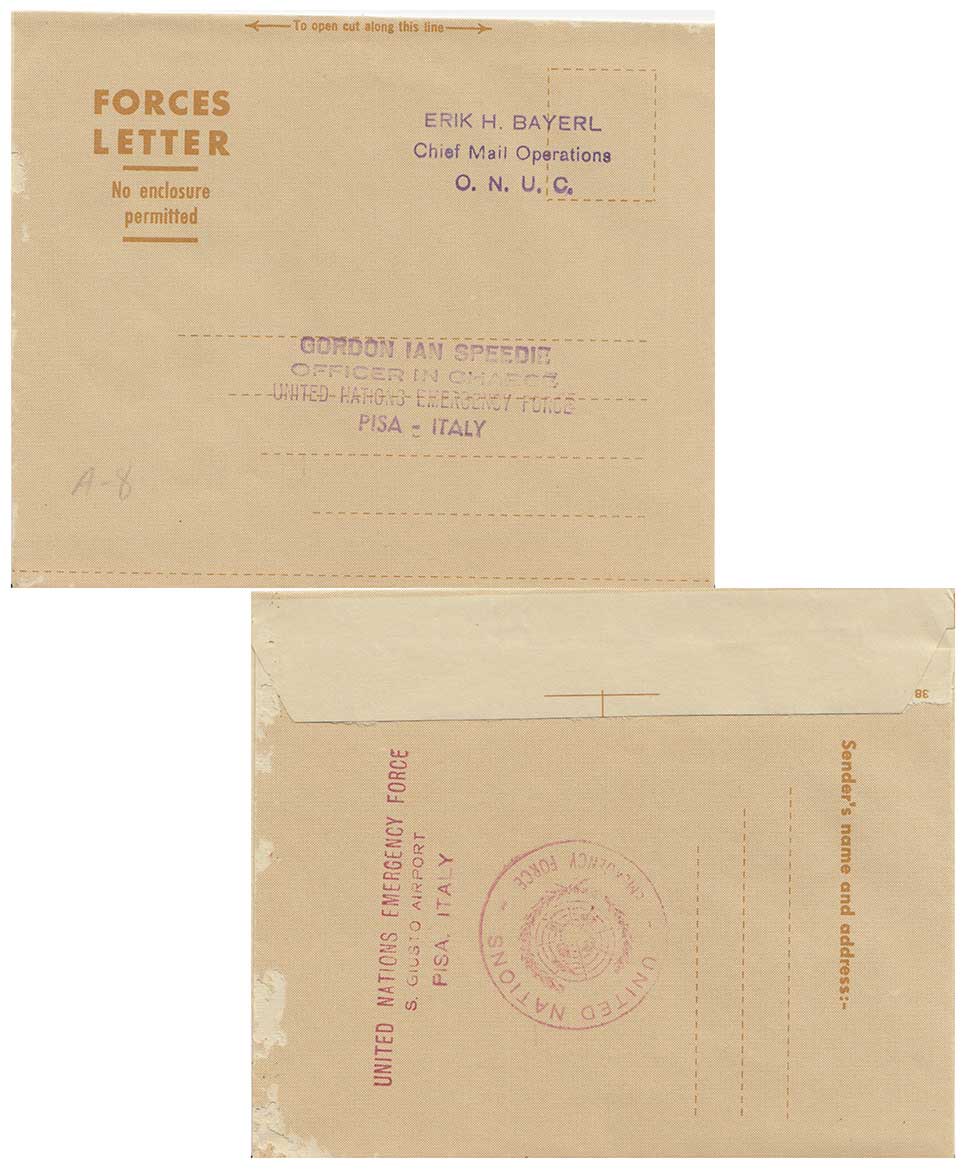 To open cut along this line
FORCES
LETTER
No enclosure
permitted
ERIK H. BAYERL
Chief Mail Operations
O. N. U. C.
GORDON IAN SPEEDIE
OFFICER IN CHARGE
UNITED NATIONS EMERGENCY FORCE
PISA - ITALY
A-8
38
Sender's name and address:-
UNITED NATIONS EMERGENCY FORCE
S. GIUSTO AIRPORT
PISA, ITALY
UNITED NATIONS
- EMERGENCY FORCE -